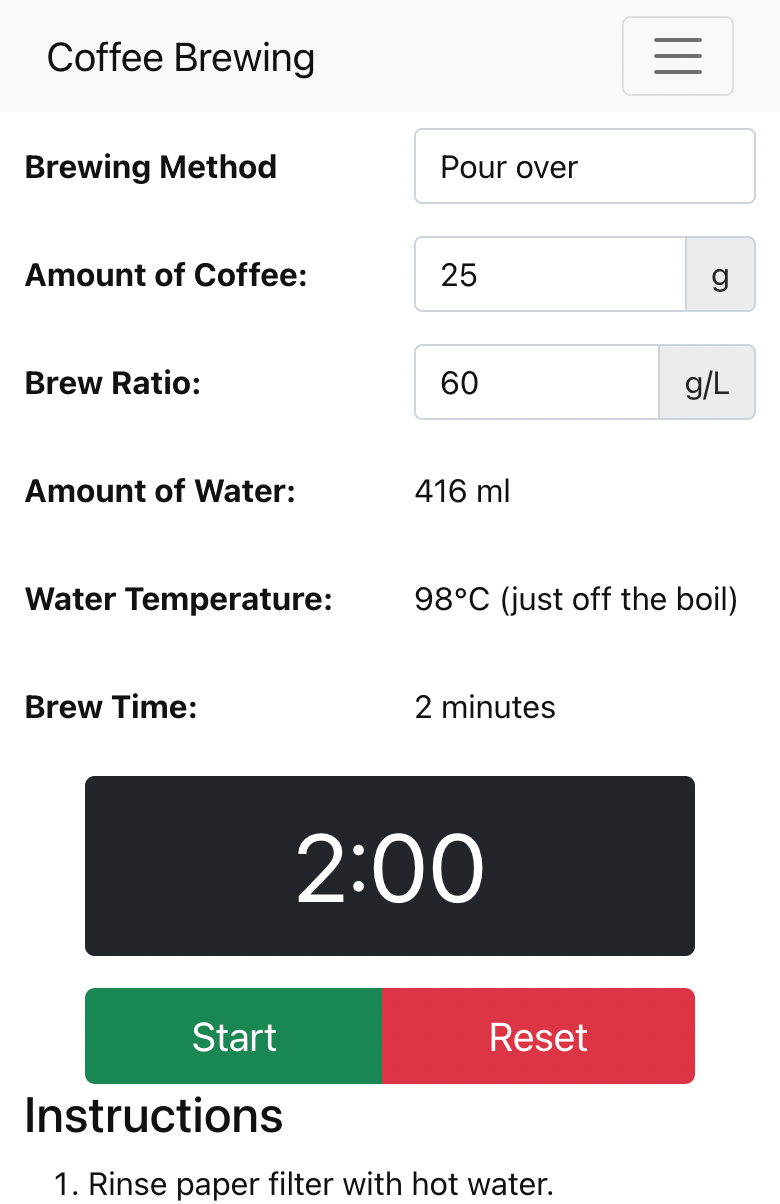 Coffee Brewing
Brewing Method Pour over
Amount of Coffee: 25 g
Brew Ratio: 60 g/L
Amount of Water: 416 ml
Water Temperature: 98°C (just off the boil)
Brew Time: 2 minutes
2:00
Start Reset
Instructions
1. Rinse paper filter with hot water.